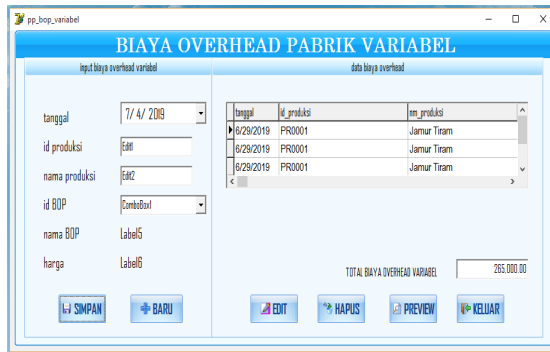 pp_bop_variabel
BIAYA OVERHEAD PABRIK VARIABEL
input biaya overhead variabel
data biaya overhead
tanggal 7/ 4/ 2019
id produksi Edit1
nama produksi Edit2
id BOP ComboBox1
nama BOP Label5
harga Label6
SIMPAN BARU
tanggal id_produksi nm_produksi
6/29/2019 PR0001 Jamur Tiram
6/29/2019 PR0001 Jamur Tiram
6/29/2019 PR0001 Jamur Tiram
TOTAL BIAYA OVERHEAD VARIABEL 265,000.00
EDIT HAPUS PREVIEW KELUAR